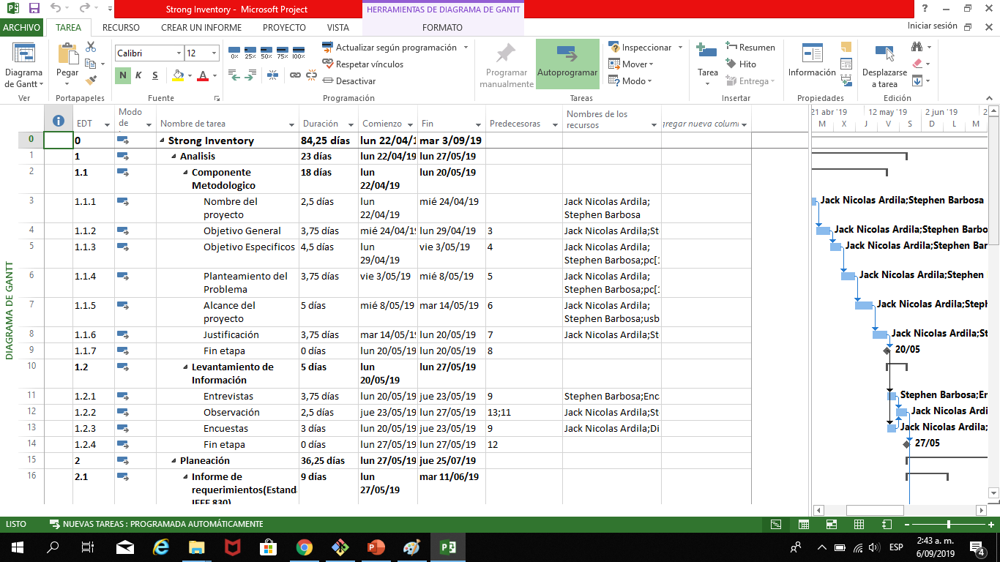 Strong Inventory - Microsoft Project
HERRAMIENTAS DE DIAGRAMA DE GANTT
?
ARCHIVO TAREA RECURSO CREAR UN INFORME PROYECTO VISTA FORMATO Iniciar sesión
Diagrama de Gantt
Ver
Pegar
Portapapeles
Calibri 12
N K S A
Fuente
0% 25% 50% 75% 100%
Actualizar según programación
Respetar vínculos
Desactivar
Programación
Programar manualmente
Autoprogramar
Inspeccionar
Mover
Modo
Tareas
Tarea
Resumen
Hito
Entrega
Insertar
Información
Propiedades
Desplazarse a tarea
Edición
EDT Modo de Nombre de tarea Duración Comienzo Fin Predecesoras Nombres de los recursos gregar nueva column
21 abr '19 12 may '19 2 jun '19 2
M X J V S D L M
0 0 Strong Inventory 84,25 días lun 22/04/1 mar 3/09/19
1 1 Analisis 23 días lun 22/04/19 lun 27/05/19
2 1.1 Componente Metodologico 18 días lun 22/04/19 lun 20/05/19
3 1.1.1 Nombre del proyecto 2,5 días lun 22/04/19 mié 24/04/19 Jack Nicolas Ardila; Stephen Barbosa
4 1.1.2 Objetivo General 3,75 días mié 24/04/19 lun 29/04/19 3 Jack Nicolas Ardila;St
5 1.1.3 Objetivo Especificos 4,5 días lun 29/04/19 vie 3/05/19 4 Jack Nicolas Ardila; Stephen Barbosa;pc[1
6 1.1.4 Planteamiento del Problema 3,75 días vie 3/05/19 mié 8/05/19 5 Jack Nicolas Ardila; Stephen Barbosa;pc[1
7 1.1.5 Alcance del proyecto 5 días mié 8/05/19 mar 14/05/19 6 Jack Nicolas Ardila; Stephen Barbosa;usb
8 1.1.6 Justificación 3,75 días mar 14/05/19 lun 20/05/19 7 Jack Nicolas Ardila;St
9 1.1.7 Fin etapa 0 días lun 20/05/19 lun 20/05/19 8
10 1.2 Levantamiento de Información 5 días lun 20/05/19 lun 27/05/19
11 1.2.1 Entrevistas 3,75 días lun 20/05/19 jue 23/05/19 9 Stephen Barbosa;Enc
12 1.2.2 Observación 2,5 días jue 23/05/19 lun 27/05/19 13;11 Jack Nicolas Ardila;St
13 1.2.3 Encuestas 3 días lun 20/05/19 jue 23/05/19 9 Jack Nicolas Ardila;Di
14 1.2.4 Fin etapa 0 días lun 27/05/19 lun 27/05/19 12
15 2 Planeación 36,25 días lun 27/05/19 jue 25/07/19
16 2.1 Informe de requerimientos(Estand IEEE 830) 9 días lun 27/05/19 mar 11/06/19
DIAGRAMA DE GANTT
Jack Nicolas Ardila;Stephen Barbosa
Jack Nicolas Ardila;Stephen Barbo
Jack Nicolas Ardila;Stephen Bar
Jack Nicolas Ardila;Stephen
Jack Nicolas Ardila;Steph
Jack Nicolas Ardila;St
20/05
Stephen Barbosa;En
Jack Nicolas Ardi
Jack Nicolas Ardila;
27/05
LISTO NUEVAS TAREAS : PROGRAMADA AUTOMÁTICAMENTE
ESP
2:43 a. m.
6/09/2019
4